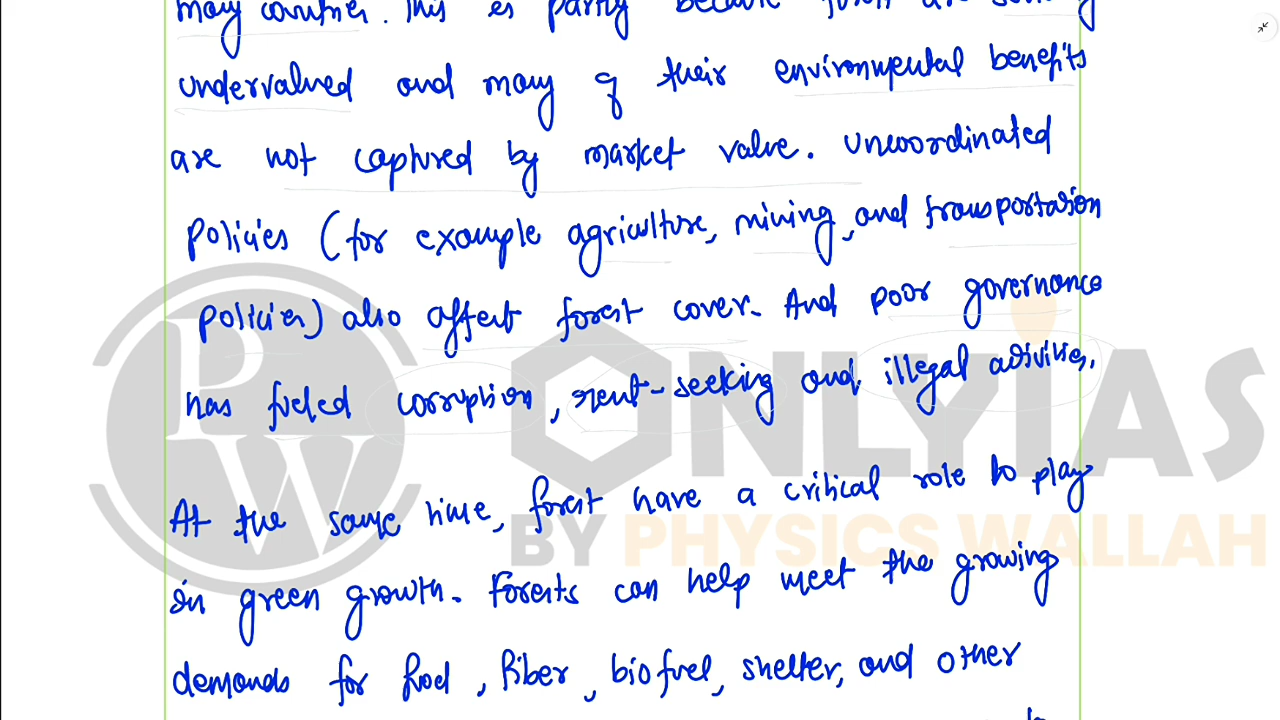 many countries. This is partly because forest are
undervalued and many of their environmental benefits
are not captured by market value. Uncoordinated
policies (for example agriculture, mining, and transportation
policies) also affect forest cover. And poor governance
has fueled corruption, rent-seeking and illegal activities.
At the same time, forest have a critical role to play
in green growth. Forests can help meet the growing
demands for food, fiber, biofuel, shelter, and other
PW ONLYIAS
BY PHYSICS WALLAH